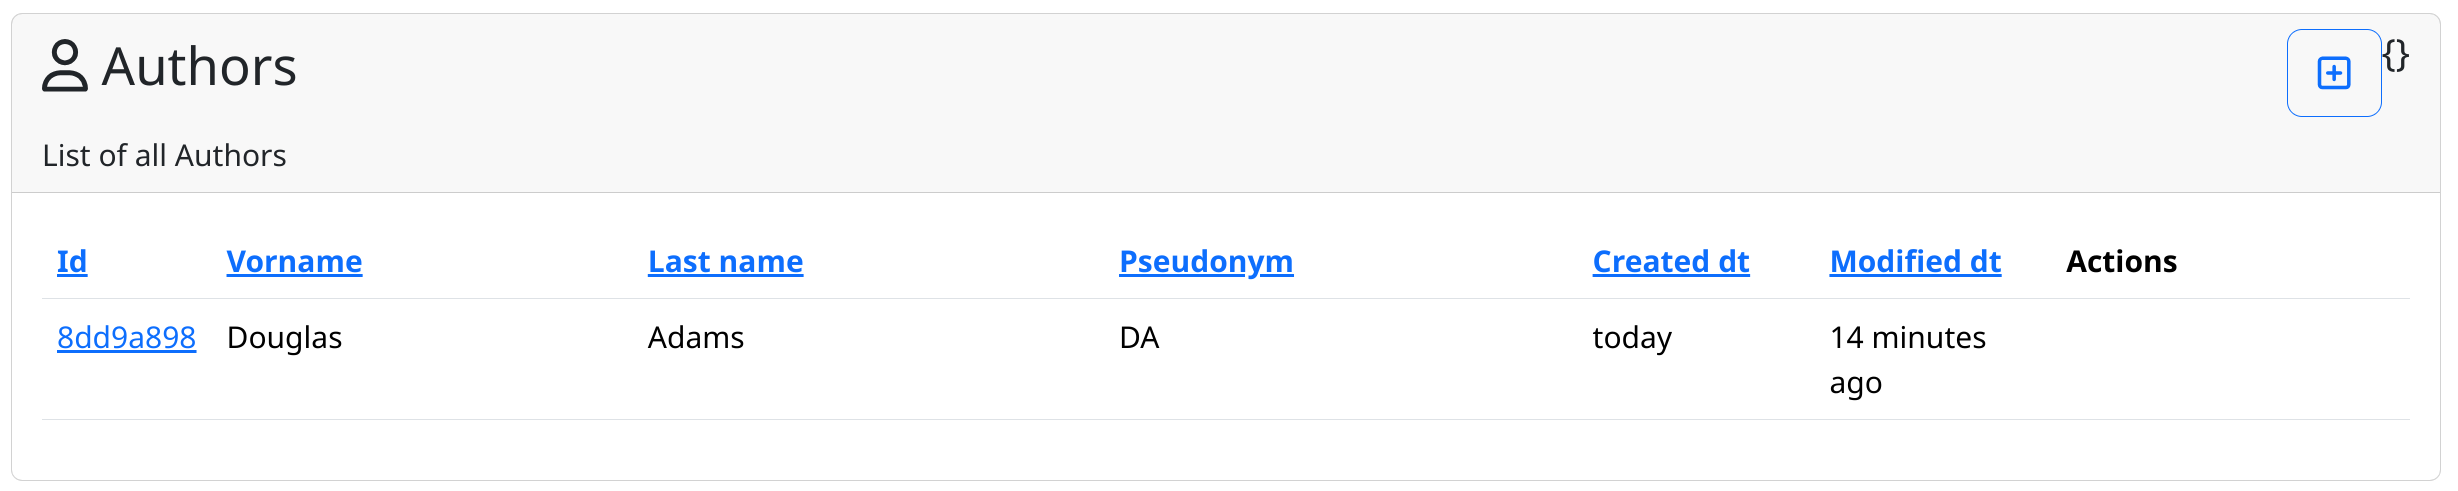 Authors
{}
List of all Authors
Id Vorname Last name Pseudonym Created dt Modified dt Actions
8dd9a898 Douglas Adams DA today 14 minutes
ago